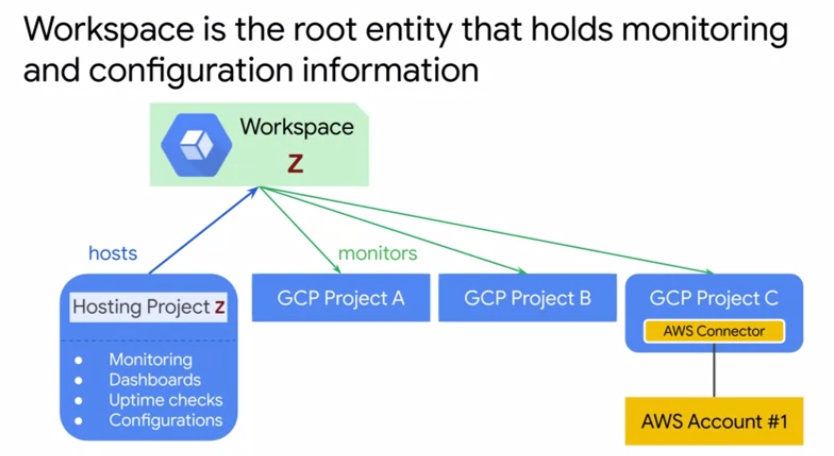 Workspace is the root entity that holds monitoring
and configuration information
Workspace
Z
hosts
monitors
Hosting Project Z
Monitoring
Dashboards
Uptime checks
Configurations
GCP Project A
GCP Project B
GCP Project C
AWS Connector
AWS Account #1